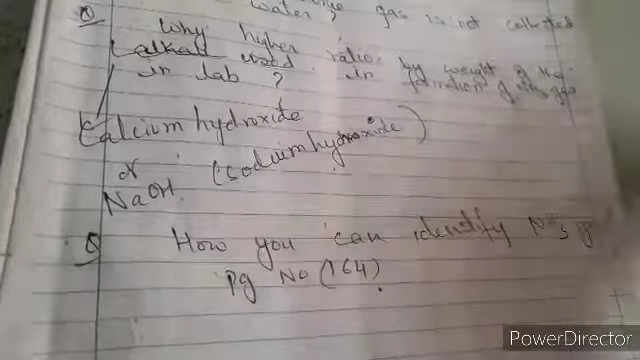 Q water? gas is not collected
Why higher ratio by weight of the
alkali used in formation of gas
in lab?
Calcium hydroxide
or (sodium hydroxide)
NaOH.
Q How you can identify
Pg No (164).
PowerDirector